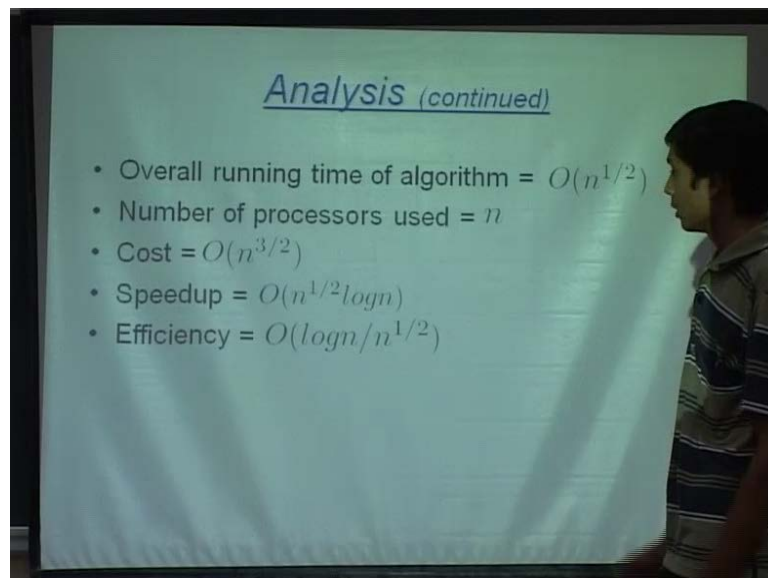 Analysis (continued)
• Overall running time of algorithm = O(n^{1/2})
• Number of processors used = n
• Cost = O(n^{3/2})
• Speedup = O(n^{1/2}logn)
• Efficiency = O(logn/n^{1/2})